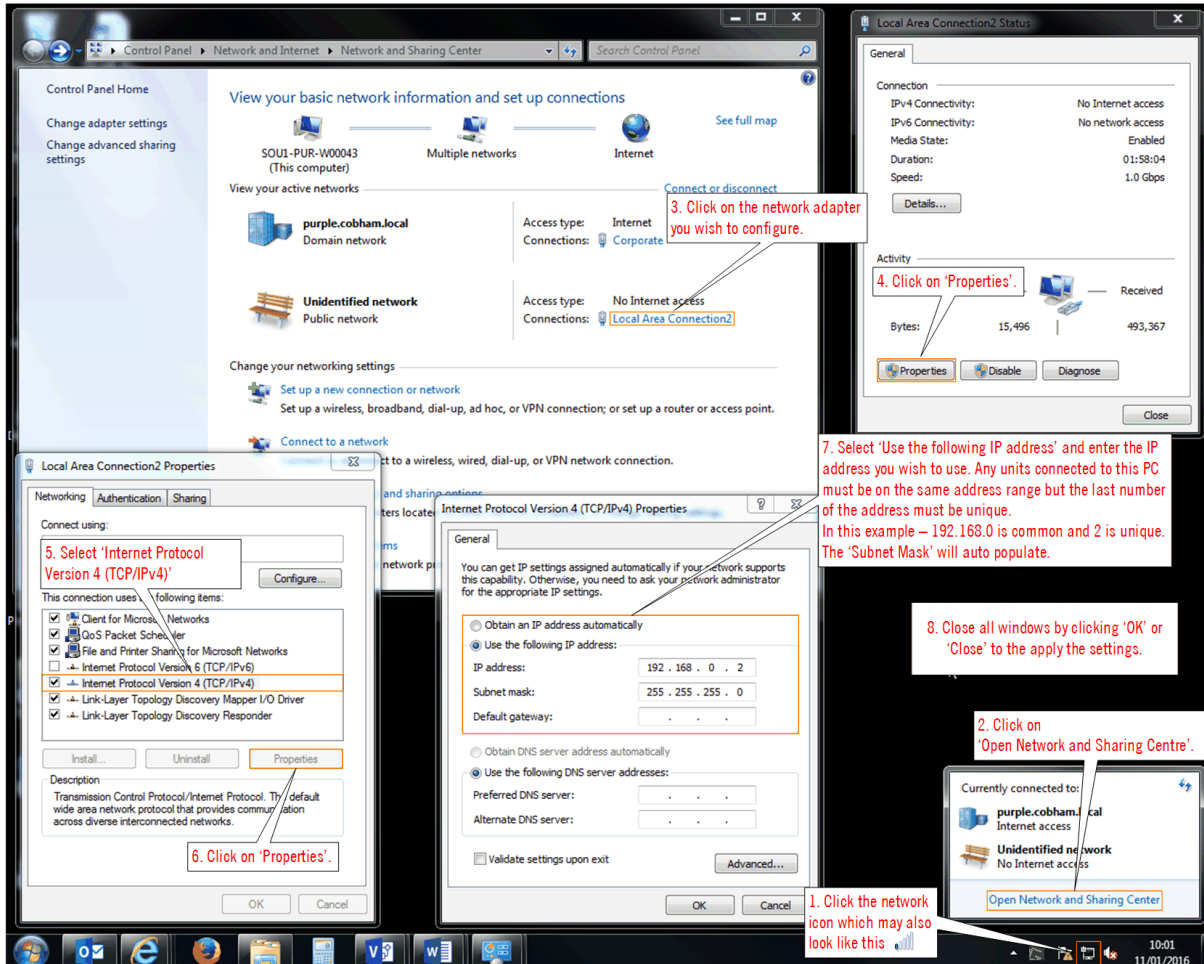 Control Panel
Network and Internet
Network and Sharing Center
Search Control Panel
Control Panel Home
Change adapter settings
Change advanced sharing
settings
View your basic network information and set up connections
See full map
SOU1-PUR-W00043
(This computer)
Multiple networks
Internet
View your active networks
Connect or disconnect
purple.cobham.local
Domain network
Access type: Internet
Connections: Corporate
3. Click on the network adapter
you wish to configure.
Unidentified network
Public network
Access type: No Internet access
Connections: Local Area Connection2
Change your networking settings
Set up a new connection or network
Set up a wireless, broadband, dial-up, ad hoc, or VPN connection; or set up a router or access point.
Connect to a network
ct to a wireless, wired, dial-up, or VPN network connection.
and sharing options
Local Area Connection2 Status
General
Connection
IPv4 Connectivity: No Internet access
IPv6 Connectivity: No network access
Media State: Enabled
Duration: 01:58:04
Speed: 1.0 Gbps
Details...
Activity
4. Click on ‘Properties’.
Received
Bytes: 15,496 493,367
Properties
Disable
Diagnose
Close
Local Area Connection2 Properties
Networking
Authentication
Sharing
Connect using:
5. Select ‘Internet Protocol
Version 4 (TCP/IPv4)’
Configure...
This connection uses following items:
Client for Microsoft Networks
QoS Packet Scheduler
File and Printer Sharing for Microsoft Networks
Internet Protocol Version 6 (TCP/IPv6)
Internet Protocol Version 4 (TCP/IPv4)
Link-Layer Topology Discovery Mapper I/O Driver
Link-Layer Topology Discovery Responder
Install...
Uninstall
Properties
Description
Transmission Control Protocol/Internet Protocol. The default
wide area network protocol that provides communication
across diverse interconnected networks.
6. Click on ‘Properties’.
OK
Cancel
Internet Protocol Version 4 (TCP/IPv4) Properties
General
You can get IP settings assigned automatically if your network supports
this capability. Otherwise, you need to ask your network administrator
for the appropriate IP settings.
Obtain an IP address automatically
Use the following IP address:
IP address: 192 . 168 . 0 . 2
Subnet mask: 255 . 255 . 255 . 0
Default gateway: . . .
Obtain DNS server address automatically
Use the following DNS server addresses:
Preferred DNS server: . . .
Alternate DNS server: . . .
Validate settings upon exit
Advanced...
OK
Cancel
7. Select ‘Use the following IP address’ and enter the IP
address you wish to use. Any units connected to this PC
must be on the same address range but the last number
of the address must be unique.
In this example – 192.168.0 is common and 2 is unique.
The ‘Subnet Mask’ will auto populate.
8. Close all windows by clicking ‘OK’ or
‘Close’ to the apply the settings.
2. Click on
‘Open Network and Sharing Centre’.
Currently connected to:
purple.cobham.local
Internet access
Unidentified network
No Internet access
Open Network and Sharing Center
1. Click the network
icon which may also
look like this
10:01
11/01/2016